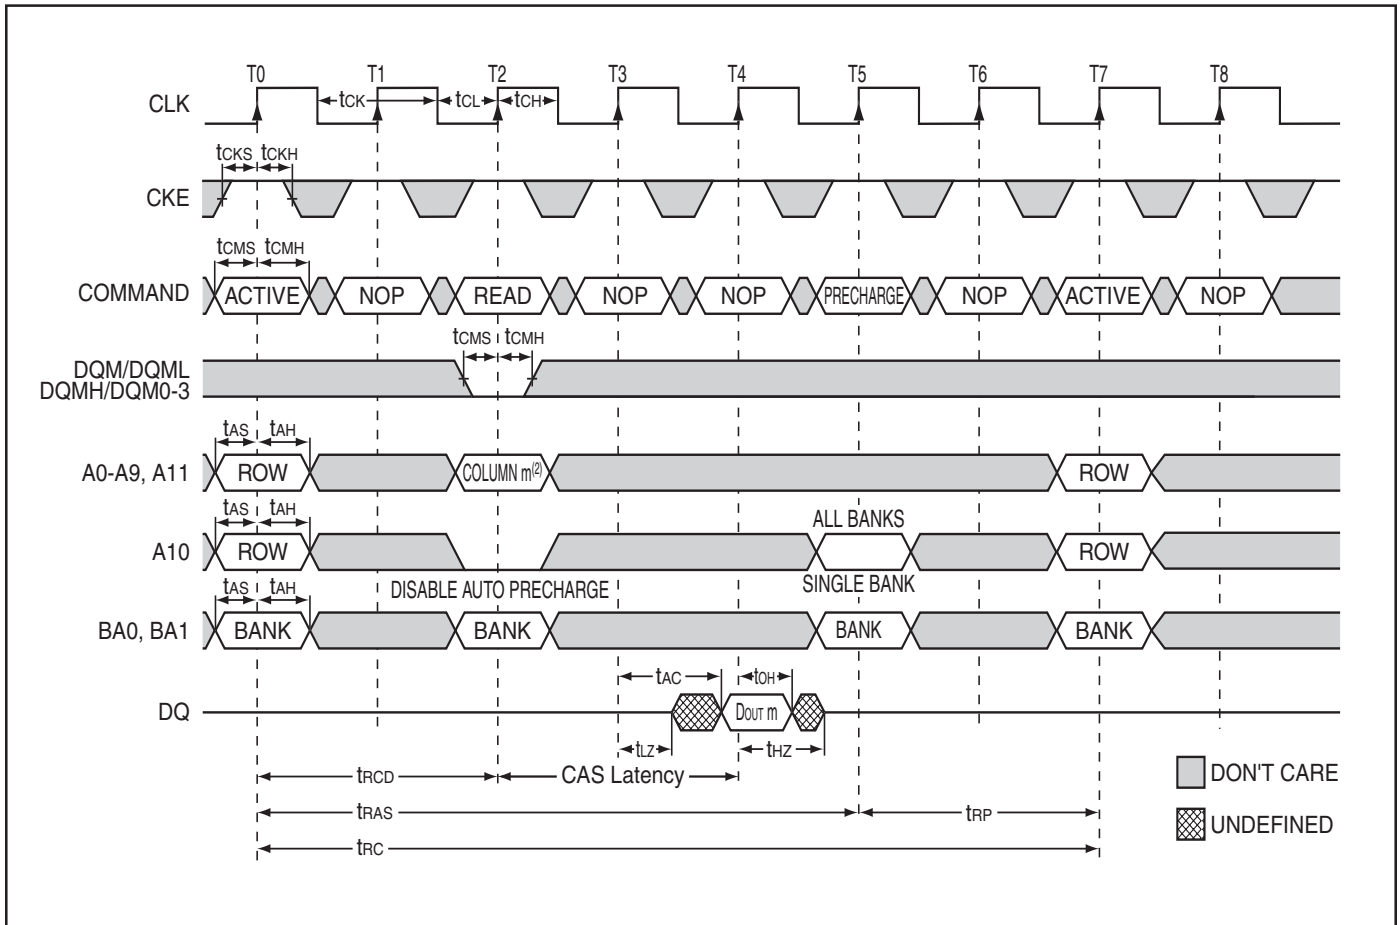 T0 T1 T2 T3 T4 T5 T6 T7 T8
CLK tCK tCL tCH
tCKS tCKH
CKE
tCMS tCMH
COMMAND ACTIVE NOP READ NOP NOP PRECHARGE NOP ACTIVE NOP
tCMS tCMH
DQM/DQML
DQMH/DQM0-3
tAS tAH
A0-A9, A11 ROW COLUMN m(2) ROW
tAS tAH ALL BANKS
A10 ROW ROW
tAS tAH DISABLE AUTO PRECHARGE SINGLE BANK
BA0, BA1 BANK BANK BANK BANK
tAC tOH
DQ DOUT m
tLZ tHZ
tRCD CAS Latency DON'T CARE
tRAS tRP
UNDEFINED
tRC